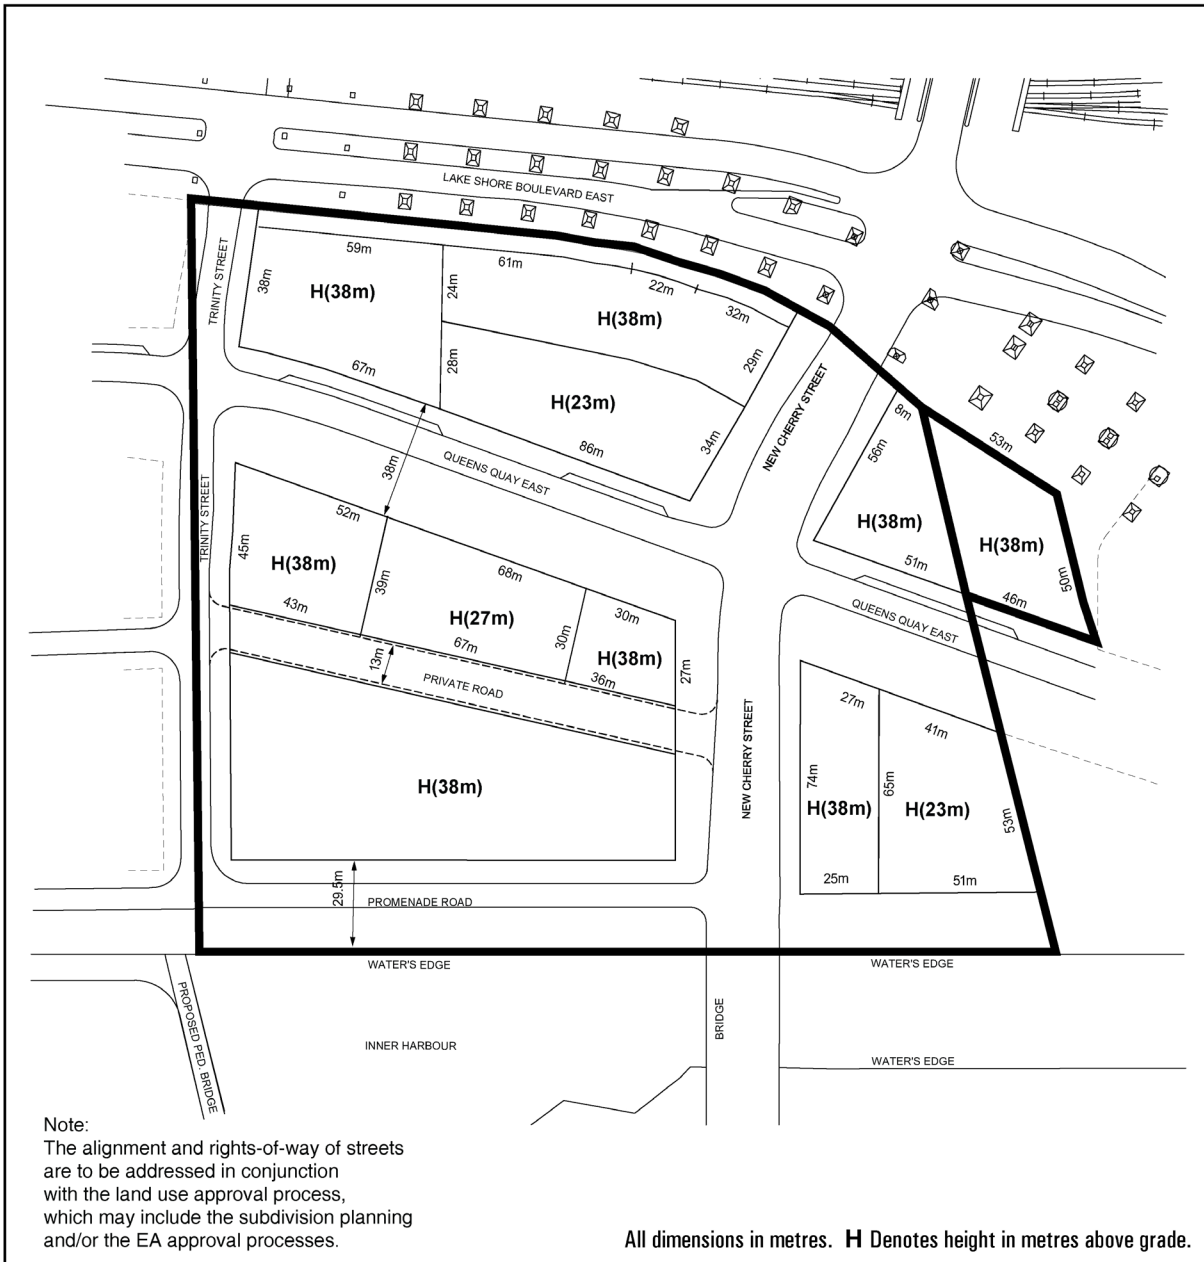 LAKE SHORE BOULEVARD EAST
TRINITY STREET
59m
38m
H(38m)
67m
61m
24m
22m
32m
H(38m)
29m
28m
H(23m)
86m
34m
NEW CHERRY STREET
8m
53m
56m
H(38m)
51m
H(38m)
50m
46m
38m
QUEENS QUAY EAST
QUEENS QUAY EAST
TRINITY STREET
52m
45m
H(38m)
43m
39m
68m
H(27m)
67m
30m
30m
H(38m)
27m
36m
13m
PRIVATE ROAD
NEW CHERRY STREET
H(38m)
27m
74m
H(38m)
25m
41m
65m
H(23m)
53m
51m
29.5m
PROMENADE ROAD
WATER'S EDGE
WATER'S EDGE
PROPOSED PED. BRIDGE
INNER HARBOUR
BRIDGE
WATER'S EDGE
Note:
The alignment and rights-of-way of streets
are to be addressed in conjunction
with the land use approval process,
which may include the subdivision planning
and/or the EA approval processes.
All dimensions in metres. H Denotes height in metres above grade.